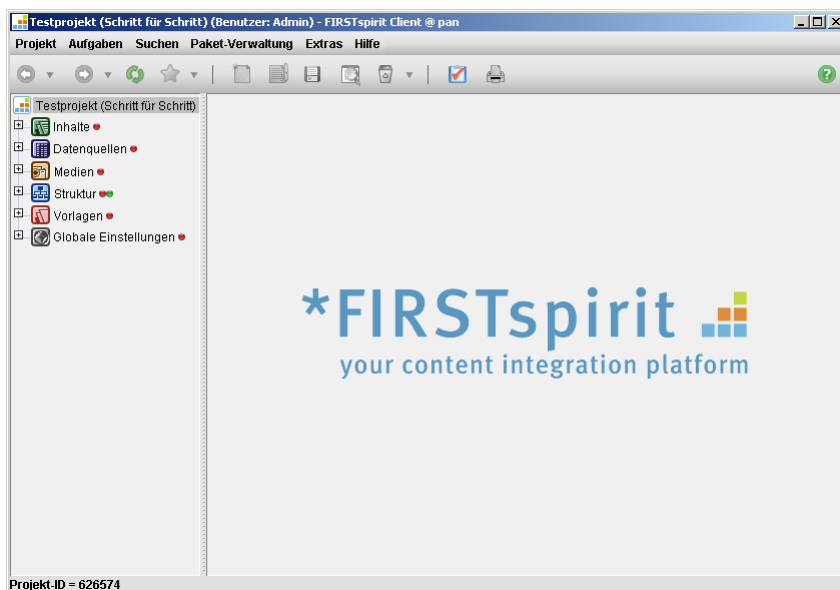 Testprojekt (Schritt für Schritt) (Benutzer: Admin) - FIRSTspirit Client @ pan
Projekt Aufgaben Suchen Paket-Verwaltung Extras Hilfe
Testprojekt (Schritt für Schritt)
Inhalte
Datenquellen
Medien
Struktur
Vorlagen
Globale Einstellungen
*FIRSTspirit
your content integration platform
Projekt-ID = 626574